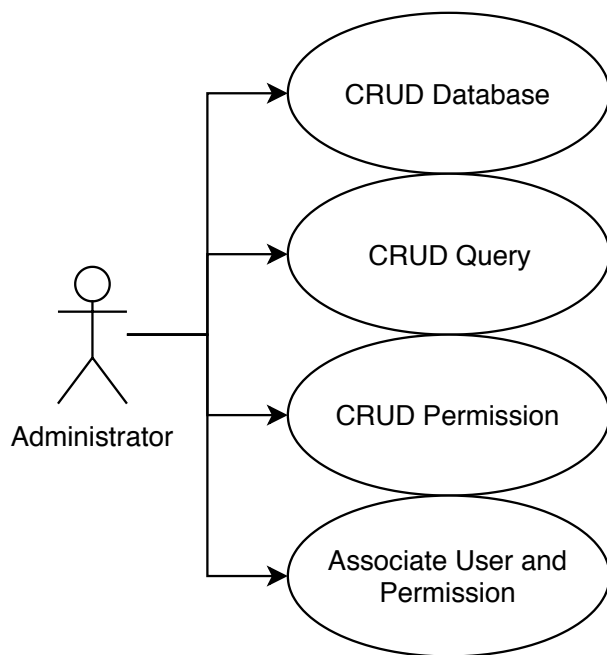 CRUD Database
CRUD Query
Administrator
CRUD Permission
Associate User and
Permission